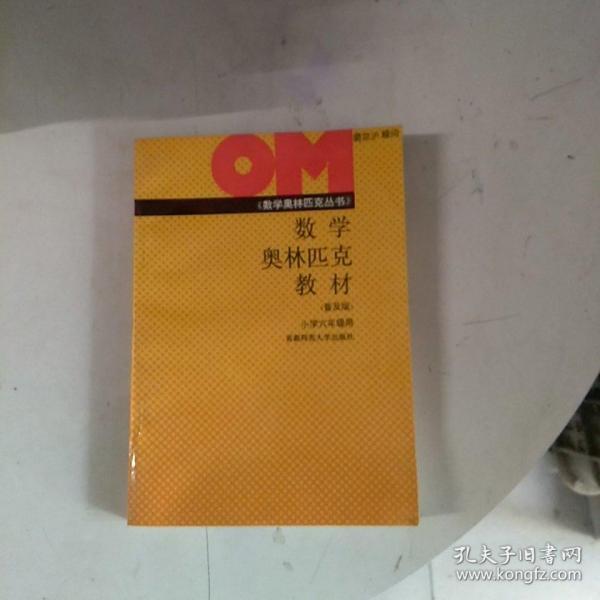 OM
裘宗沪 顾问
《数学奥林匹克丛书》
数学
奥林匹克
教材
(普及版)
小学六年级用
首都师范大学出版社
孔夫子旧书网
www.kongfz.com